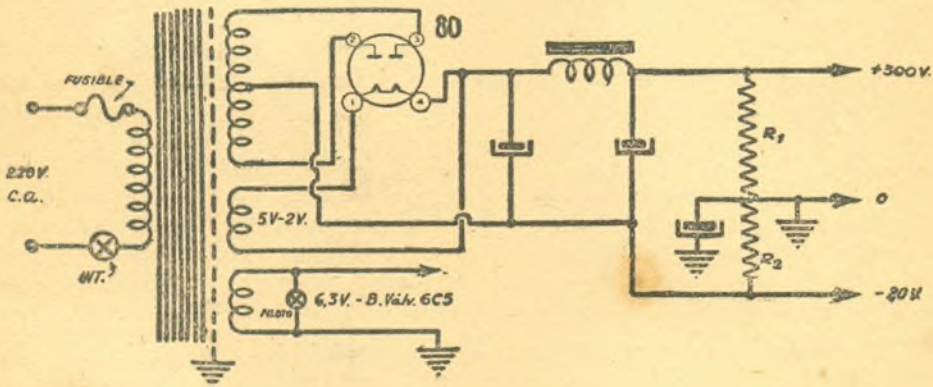 FUSIBLE
220V.
C.a.
INT.
80
2
3
1
4
5V-2V.
PILOTO
6,3V. - B. Valv. 6C5
+300V.
R1
0
R2
-20V.